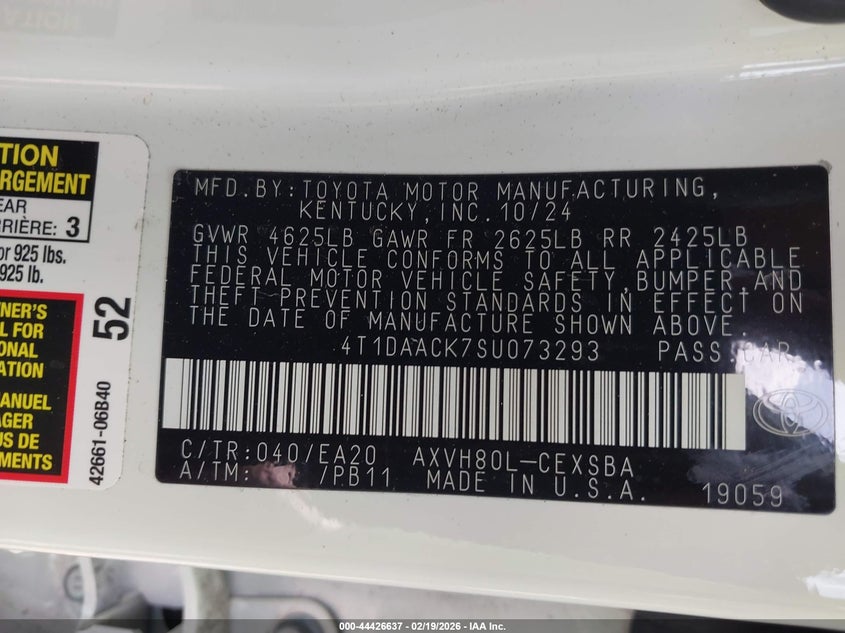 TION
RGEMENT
EAR
RRIÈRE: 3
or 925 lbs.
925 lb.
NER'S
L FOR
ONAL
ATION
ANUEL
AGER
US DE
EMENTS
52
42661-06B40
MFD.BY:TOYOTA MOTOR MANUFACTURING,
KENTUCKY,INC.10/24
GVWR 4625LB GAWR FR 2625LB RR 2425LB
THIS VEHICLE CONFORMS TO ALL APPLICABLE
FEDERAL MOTOR VEHICLE SAFETY,BUMPER,AND
THEFT PREVENTION STANDARDS IN EFFECT ON
THE DATE OF MANUFACTURE SHOWN ABOVE.
4T1DAACK7SU073293 PASS.CAR
C/TR:040/EA20 AXVH80L-CEXSBA
A/TM: /PB11 MADE IN U.S.A. 19059
000-44426637 - 02/19/2026 - IAA Inc.